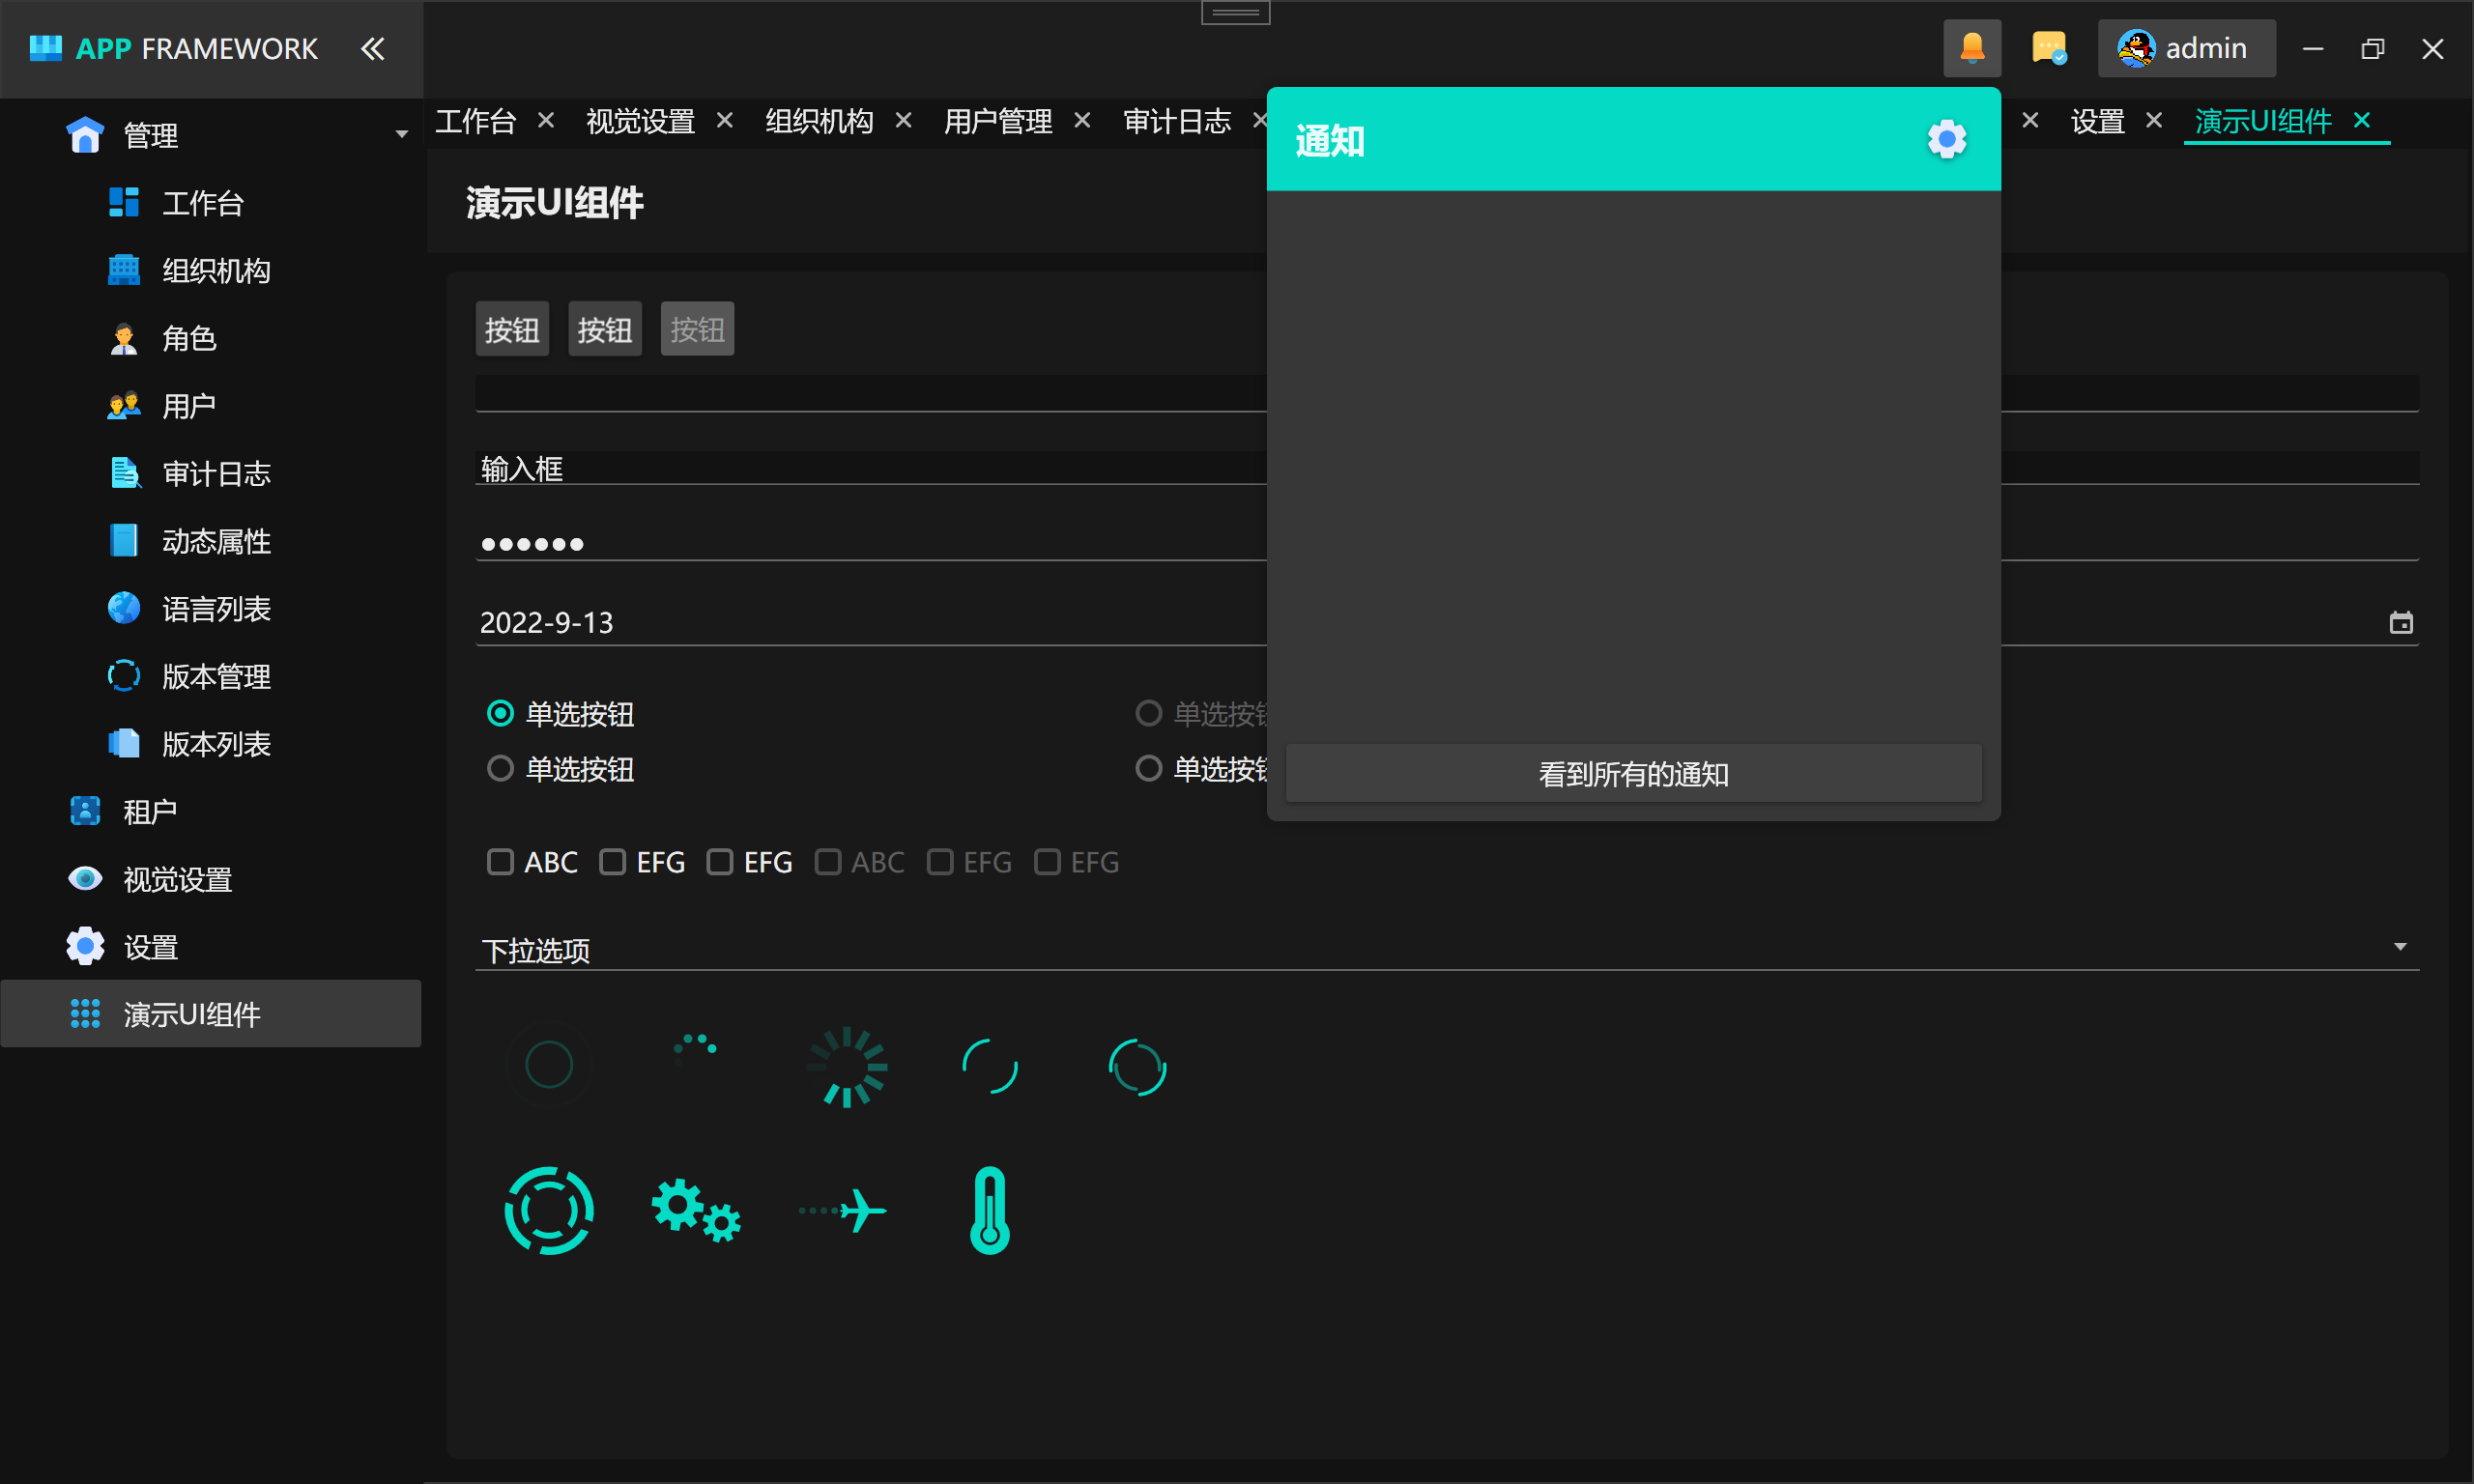 APP FRAMEWORK
admin
管理
工作台
组织机构
角色
用户
审计日志
动态属性
语言列表
版本管理
版本列表
租户
视觉设置
设置
演示UI组件
工作台 视觉设置 组织机构 用户管理 审计日志 设置 演示UI组件
演示UI组件
通知
按钮 按钮 按钮
输入框
2022-9-13
单选按钮 单选按
单选按钮 单选按
看到所有的通知
ABC EFG EFG ABC EFG EFG
下拉选项